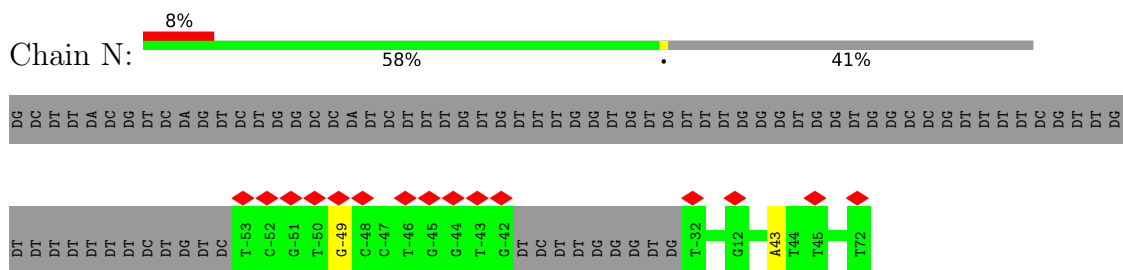 Chain N:
8%
58%
•
41%
DG DC DT DT DA DC DG DT DC DA DG DT DC DT DG DG DC DC DA DT DC DT DT DT DG DT DG DT DT DT DG DG DT DG DT DG DT DT DT DG DG DG DT DG DG DT DG DG DC DC DG DT DT DT DT DC DG DT DT DG
DT DT DT DT DT DT DT DC DT DG DT DC T-53 C-52 G-51 T-50 G-49 C-48 C-47 T-46 G-45 G-44 T-43 G-42 DT DC DT DT DG DG DG DT DG T-32 G12 A43 T44 T45 T72